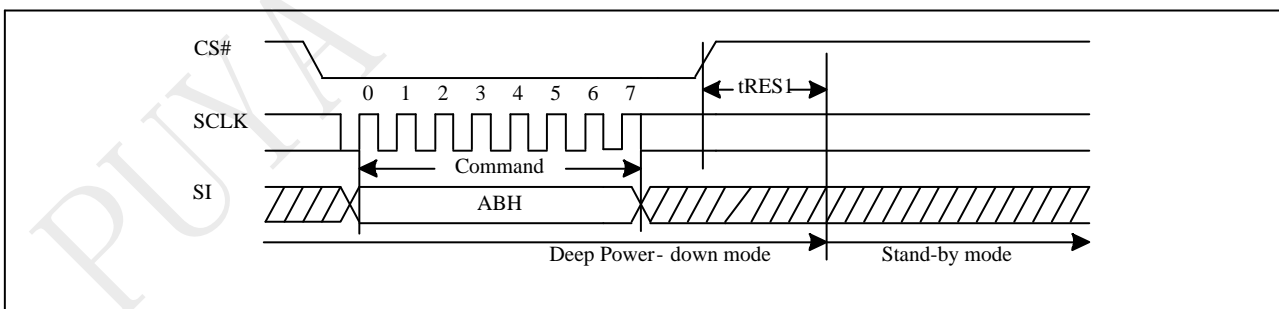 CS#
tRES1
0 1 2 3 4 5 6 7
SCLK
Command
SI
ABH
Deep Power- down mode
Stand-by mode
PUYA